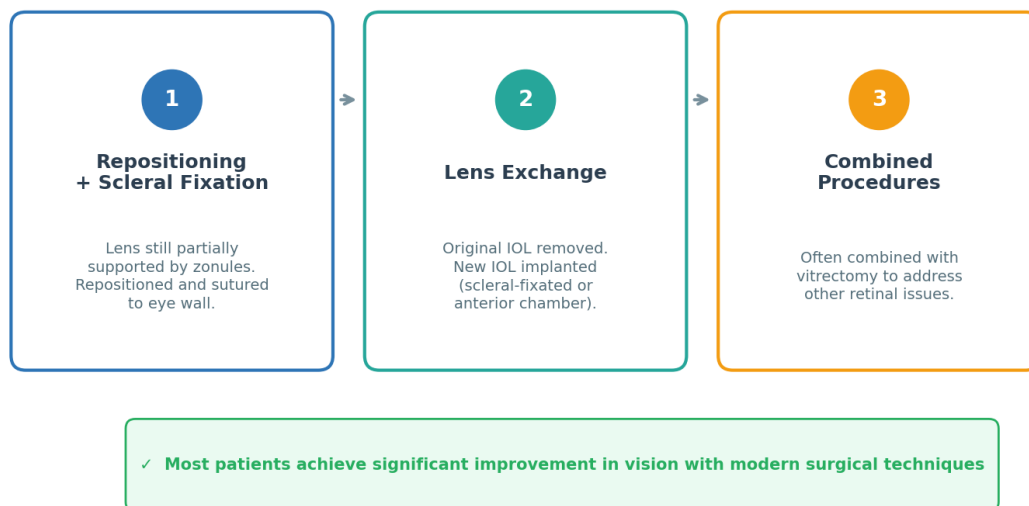 1
Repositioning
+ Scleral Fixation
Lens still partially
supported by zonules.
Repositioned and sutured
to eye wall.
2
Lens Exchange
Original IOL removed.
New IOL implanted
(scleral-fixated or
anterior chamber).
3
Combined
Procedures
Often combined with
vitrectomy to address
other retinal issues.
✓ Most patients achieve significant improvement in vision with modern surgical techniques